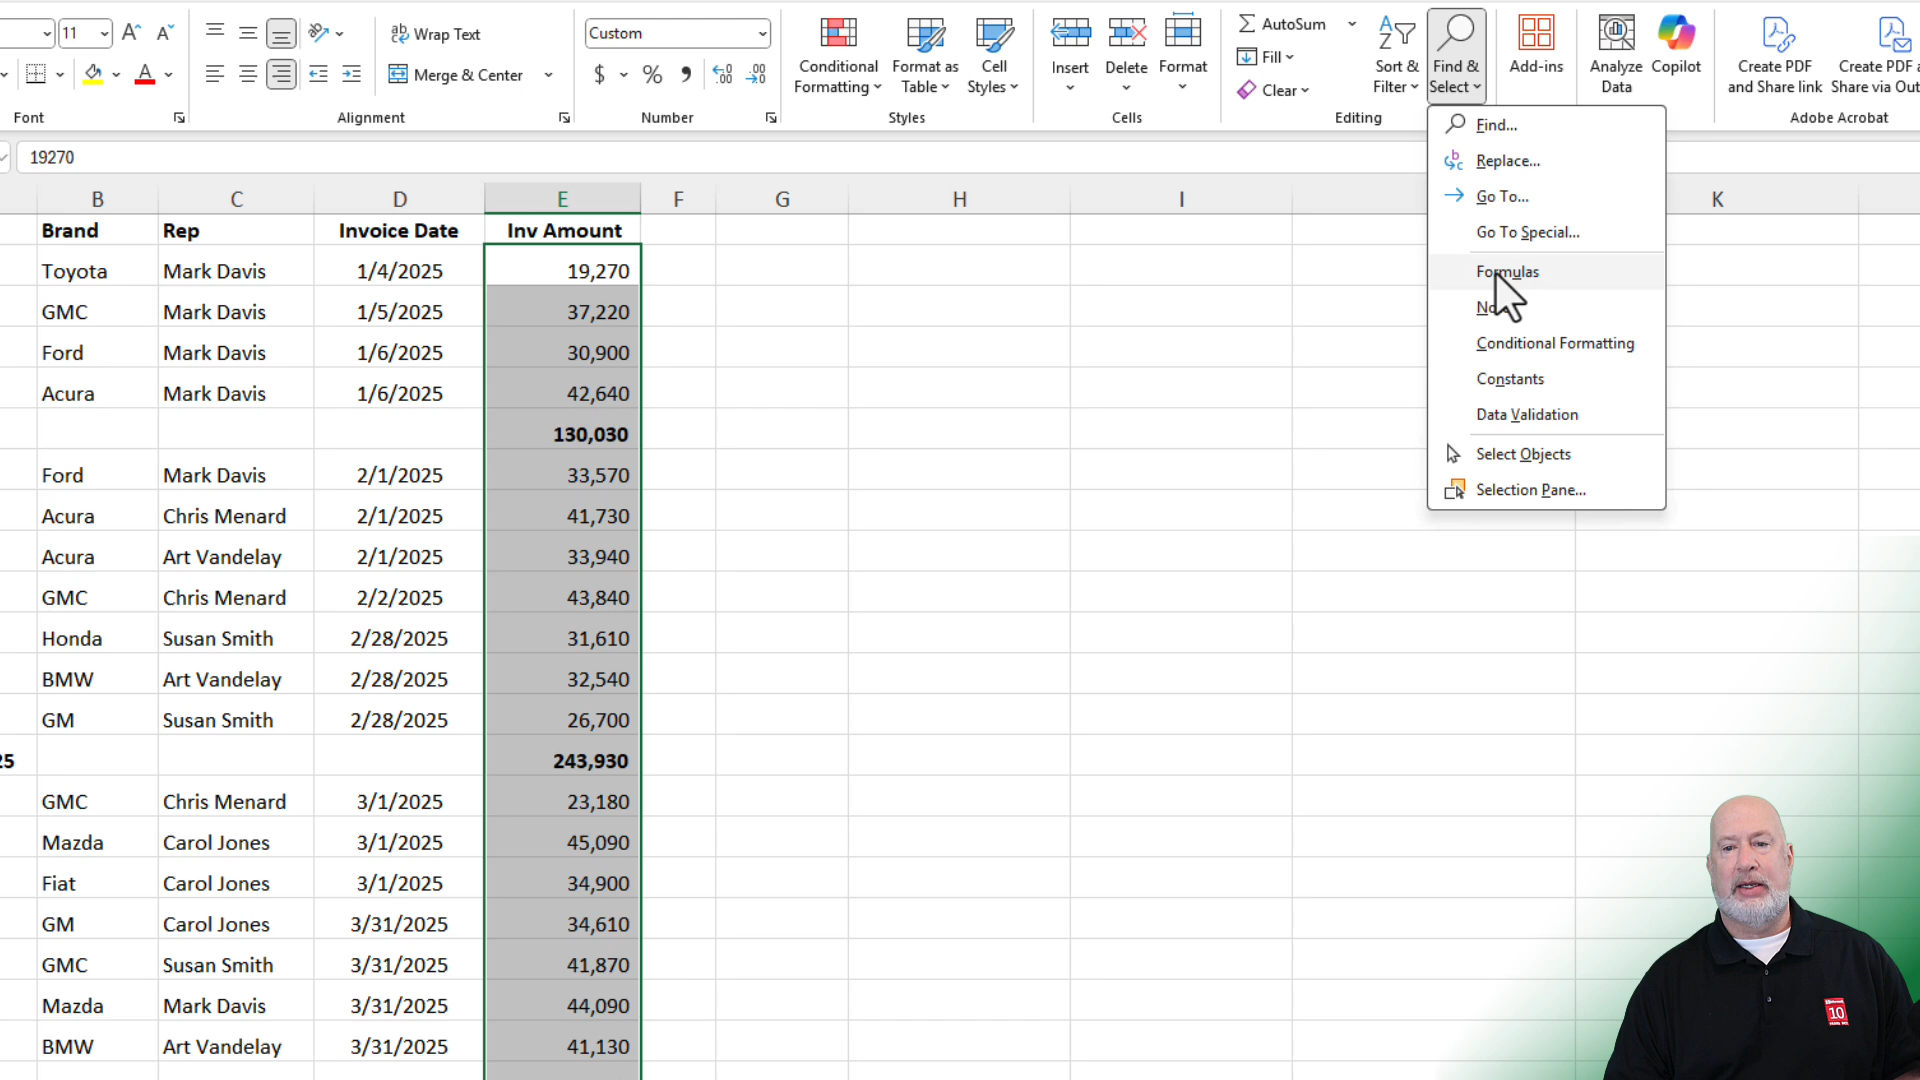 11 A A
ab Wrap Text
Custom
AutoSum
Merge & Center
$ % 9 .00 .00
Fill
Clear
Conditional Formatting
Format as Table
Cell Styles
Insert
Delete
Format
Sort & Filter
Find & Select
Add-ins
Analyze Data
Copilot
Create PDF and Share link
Create PDF a
Share via Out
Font
Alignment
Number
Styles
Cells
Editing
Adobe Acrobat
19270
Find...
Replace...
Go To...
Go To Special...
Formulas
Conditional Formatting
Constants
Data Validation
Select Objects
Selection Pane...
B C D E F G H I K
Brand Rep Invoice Date Inv Amount
Toyota Mark Davis 1/4/2025 19,270
GMC Mark Davis 1/5/2025 37,220
Ford Mark Davis 1/6/2025 30,900
Acura Mark Davis 1/6/2025 42,640
130,030
Ford Mark Davis 2/1/2025 33,570
Acura Chris Menard 2/1/2025 41,730
Acura Art Vandelay 2/1/2025 33,940
GMC Chris Menard 2/2/2025 43,840
Honda Susan Smith 2/28/2025 31,610
BMW Art Vandelay 2/28/2025 32,540
GM Susan Smith 2/28/2025 26,700
25 243,930
GMC Chris Menard 3/1/2025 23,180
Mazda Carol Jones 3/1/2025 45,090
Fiat Carol Jones 3/1/2025 34,900
GM Carol Jones 3/31/2025 34,610
GMC Susan Smith 3/31/2025 41,870
Mazda Mark Davis 3/31/2025 44,090
BMW Art Vandelay 3/31/2025 41,130
10